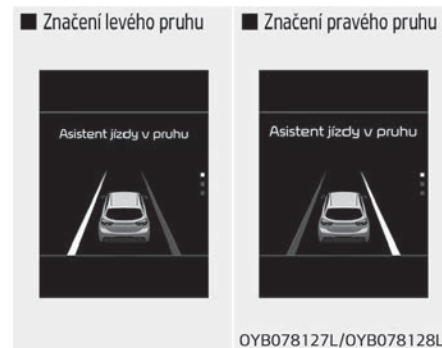 ■ Značení levého pruhu
Asistent jízdy v pruhu
■ Značení pravého pruhu
Asistent jízdy v pruhu
OYB078127L/OYB078128L